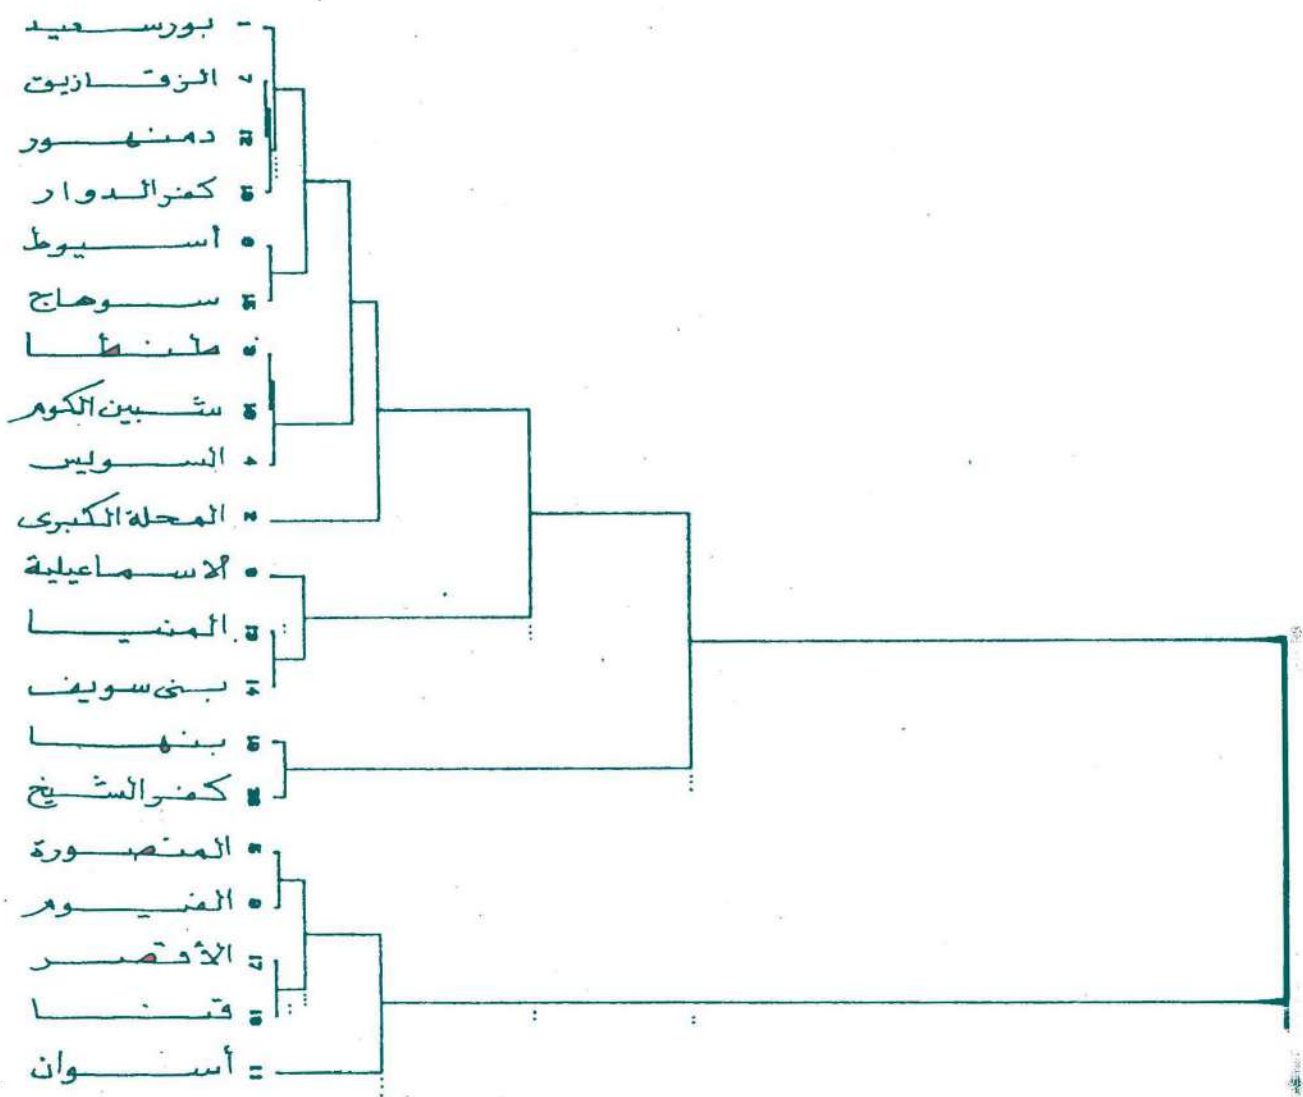 بورسعيد
الزقازيق
دمنهور
كفر الدوار
أسيوط
سوهاج
طنطا
شبين الكوم
السويس
المحلة الكبرى
الاسماعيلية
المنيا
بنى سويف
بنها
كفر الشيخ
المنصورة
الفيوم
الأقصر
قنا
أسوان